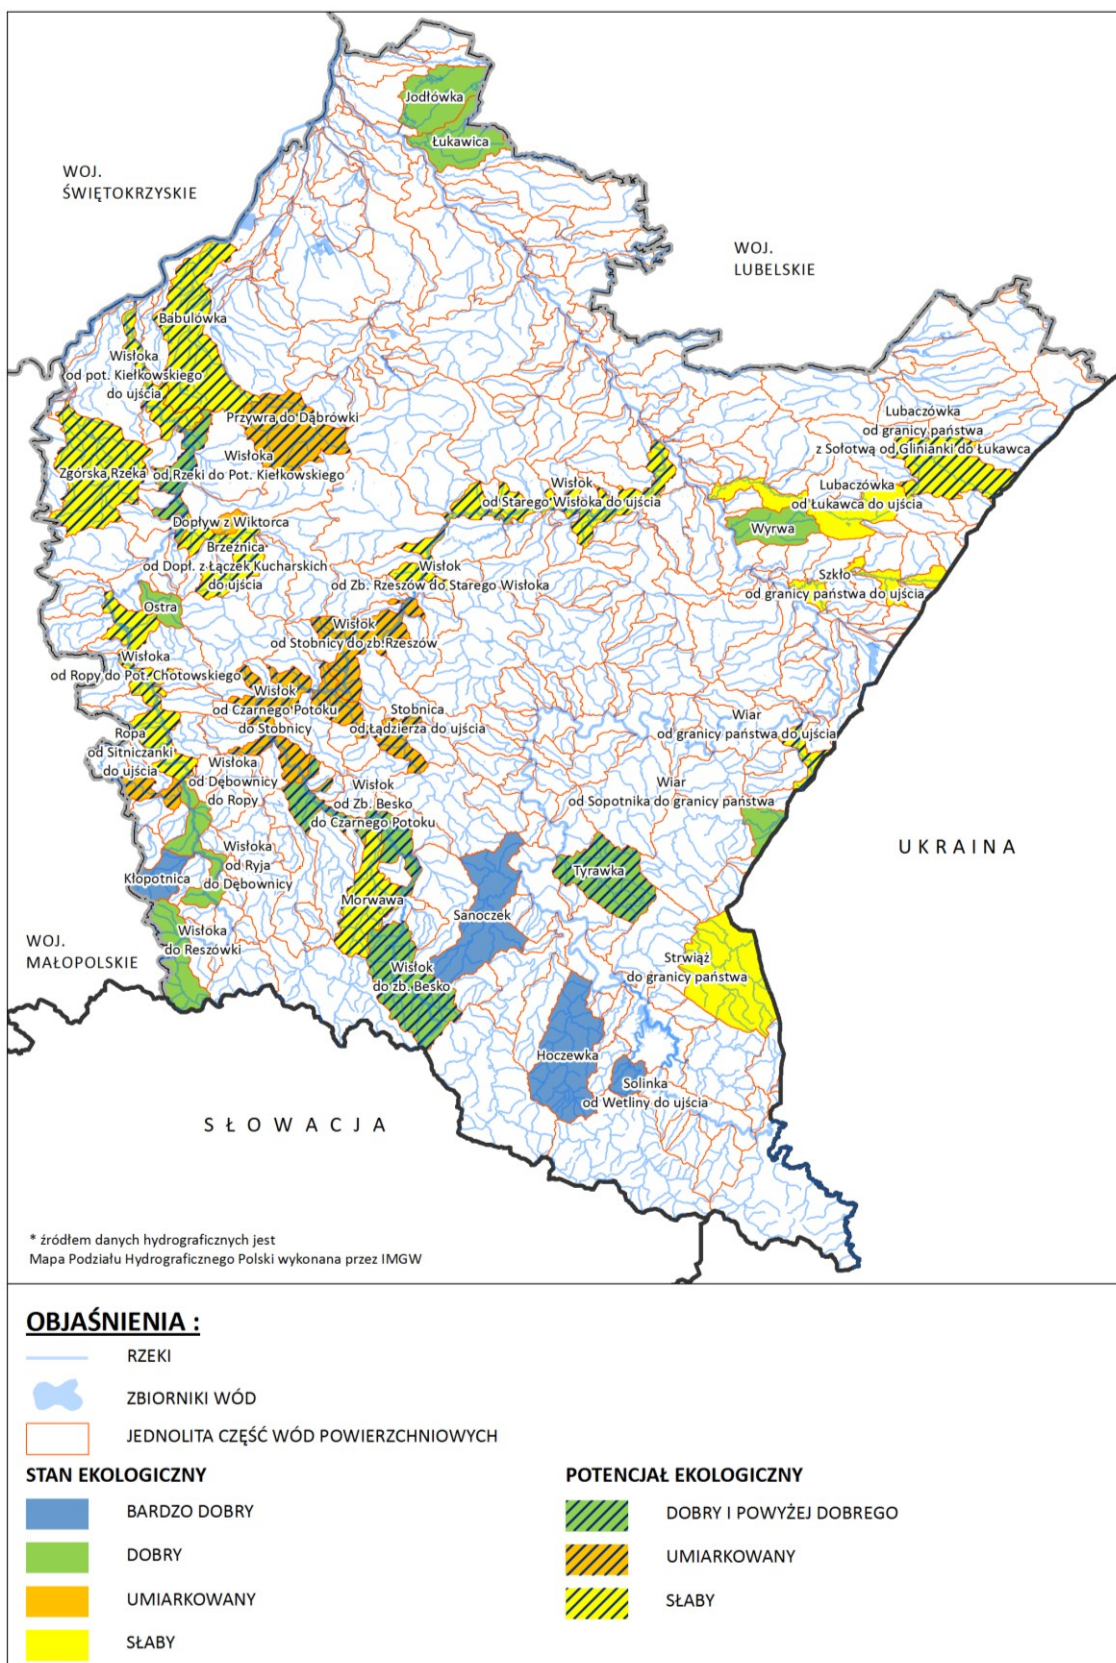 Jodłówka
Łukawica
WOJ.
ŚWIĘTOKRZYSKIE
WOJ.
LUBELSKIE
Babulówka
Wisłoka
od pot. Kiełkowskiego
do ujścia
Przywra do Dąbrówki
Wisłoka
od Rzeki do Pot. Kiełkowskiego
Zgórska Rzeka
Lubaczówka
od granicy państwa
z Sołotwą od Glinianki do Łukawca
Lubaczówka
od Łukawca do ujścia
Wisłok
od Starego Wisłoka do ujścia
Wyrwa
Dopływ z Wiktorca
Brzeźnica
od Dopł. z Łączek Kucharskich
do ujścia
Wisłok
od Zb. Rzeszów do Starego Wisłoka
Szkło
od granicy państwa do ujścia
Ostra
Wisłok
od Stobnicy do zb.Rzeszów
Wisłoka
od Ropy do Pot. Chotowskiego
Wisłok
od Czarnego Potoku
do Stobnicy
Stobnica
od Łądzierza do ujścia
Wiar
od granicy państwa do ujścia
Ropa
od Sitniczanki
do ujścia
Wisłoka
od Dębownicy
do Ropy
Wisłok
od Zb. Besko
do Czarnego Potoku
Wiar
od Sopotnika do granicy państwa
UKRAINA
Wisłoka
od Ryja
do Dębownicy
Kłopotnica
Tyrawka
Morwawa
Sanoczek
Wisłoka
do Reszówki
WOJ.
MAŁOPOLSKIE
Strwiąż
do granicy państwa
Wisłok
do zb. Besko
Hoczewka
Solinka
od Wetliny do ujścia
SŁOWACJA
* źródłem danych hydrograficznych jest
Mapa Podziału Hydrograficznego Polski wykonana przez IMGW
OBJAŚNIENIA :
RZEKI
ZBIORNIKI WÓD
JEDNOLITA CZĘŚĆ WÓD POWIERZCHNIOWYCH
STAN EKOLOGICZNY
BARDZO DOBRY
DOBRY
UMIARKOWANY
SŁABY
POTENCJAŁ EKOLOGICZNY
DOBRY I POWYŻEJ DOBREGO
UMIARKOWANY
SŁABY